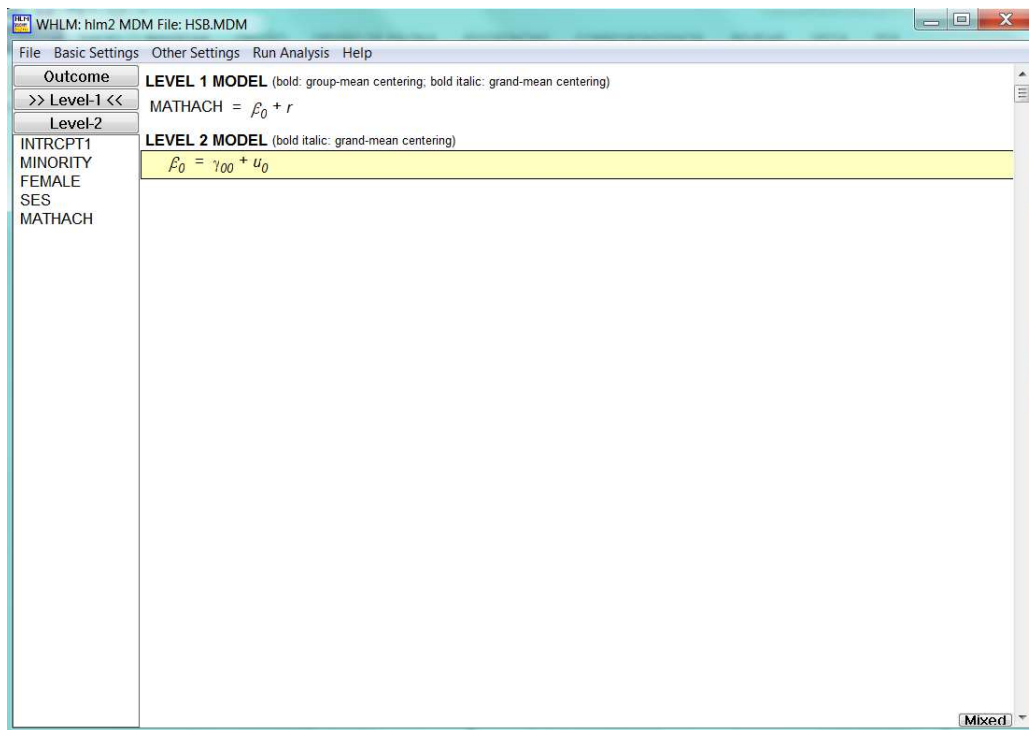 WHLM: hlm2 MDM File: HSB.MDM
File Basic Settings Other Settings Run Analysis Help
Outcome
>> Level-1 <<
Level-2
INTRCPT1
MINORITY
FEMALE
SES
MATHACH
LEVEL 1 MODEL (bold: group-mean centering; bold italic: grand-mean centering)
MATHACH = β₀ + r
LEVEL 2 MODEL (bold italic: grand-mean centering)
β₀ = γ₀₀ + u₀
Mixed